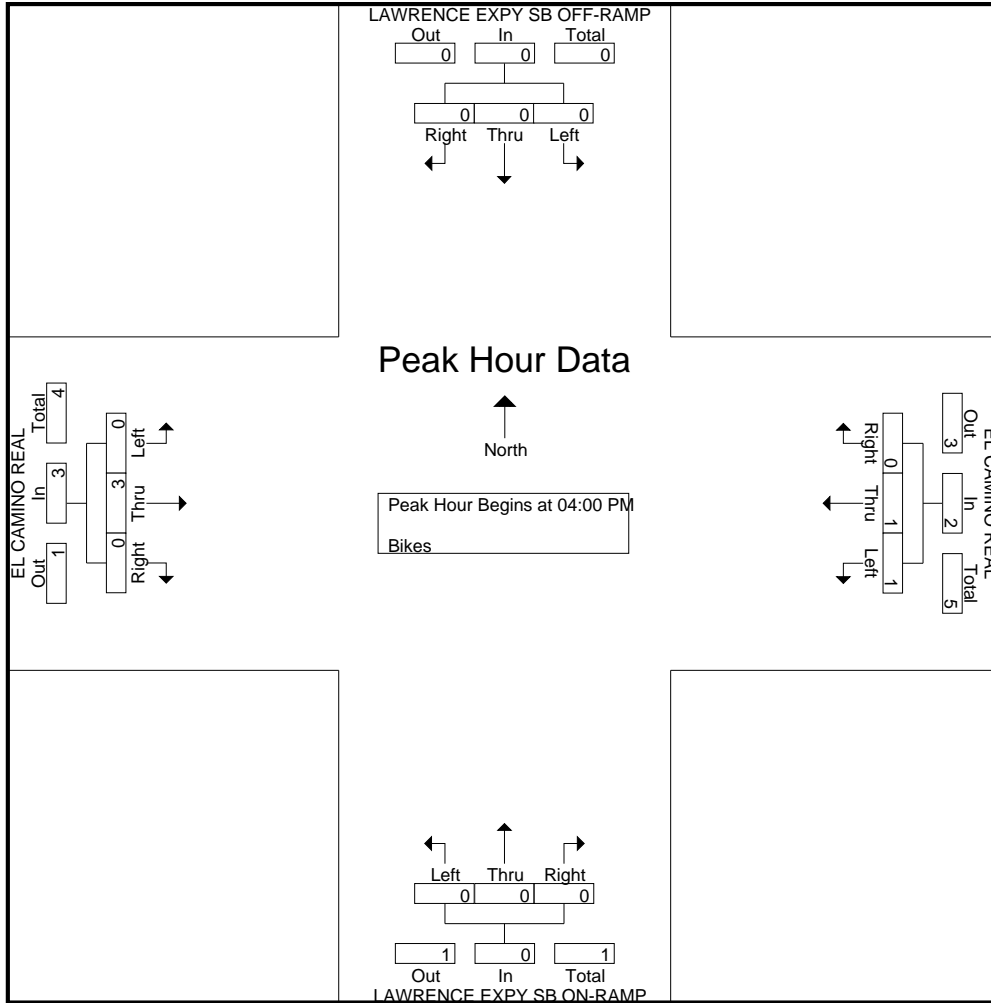 LAWRENCE EXPY SB OFF-RAMP
Out In Total
0 0 0
0 0 0
Right Thru Left
Peak Hour Data
North
Peak Hour Begins at 04:00 PM
Bikes
EL CAMINO REAL
Out In Total
1 3 4
0 3 0
Right Thru Left
EL CAMINO REAL
Out In Total
3 2 5
0 1 1
Right Thru Left
Left Thru Right
0 0 0
1 0 1
Out In Total
LAWRENCE EXPY SB ON-RAMP